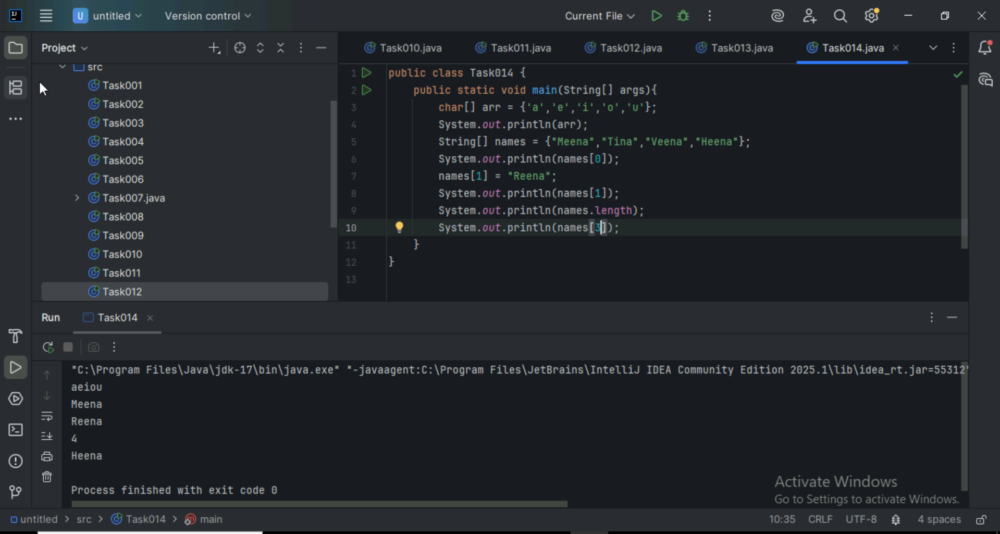 IJ
U untitled
Version control
Current File
Project
Task010.java
Task011.java
Task012.java
Task013.java
Task014.java
src
Task001
Task002
Task003
Task004
Task005
Task006
Task007.java
Task008
Task009
Task010
Task011
Task012
1 public class Task014 {
2 public static void main(String[] args){
3 char[] arr = {'a','e','i','o','u'};
4 System.out.println(arr);
5 String[] names = {"Meena","Tina","Veena","Heena"};
6 System.out.println(names[0]);
7 names[1] = "Reena";
8 System.out.println(names[1]);
9 System.out.println(names.length);
10 System.out.println(names[3]);
11 }
12 }
13
Run
Task014
"C:\Program Files\Java\jdk-17\bin\java.exe" "-javaagent:C:\Program Files\JetBrains\IntelliJ IDEA Community Edition 2025.1\lib\idea_rt.jar=55312"
aeiou
Meena
Reena
4
Heena
Process finished with exit code 0
Activate Windows
Go to Settings to activate Windows.
untitled > src > Task014 > main
10:35
CRLF
UTF-8
4 spaces